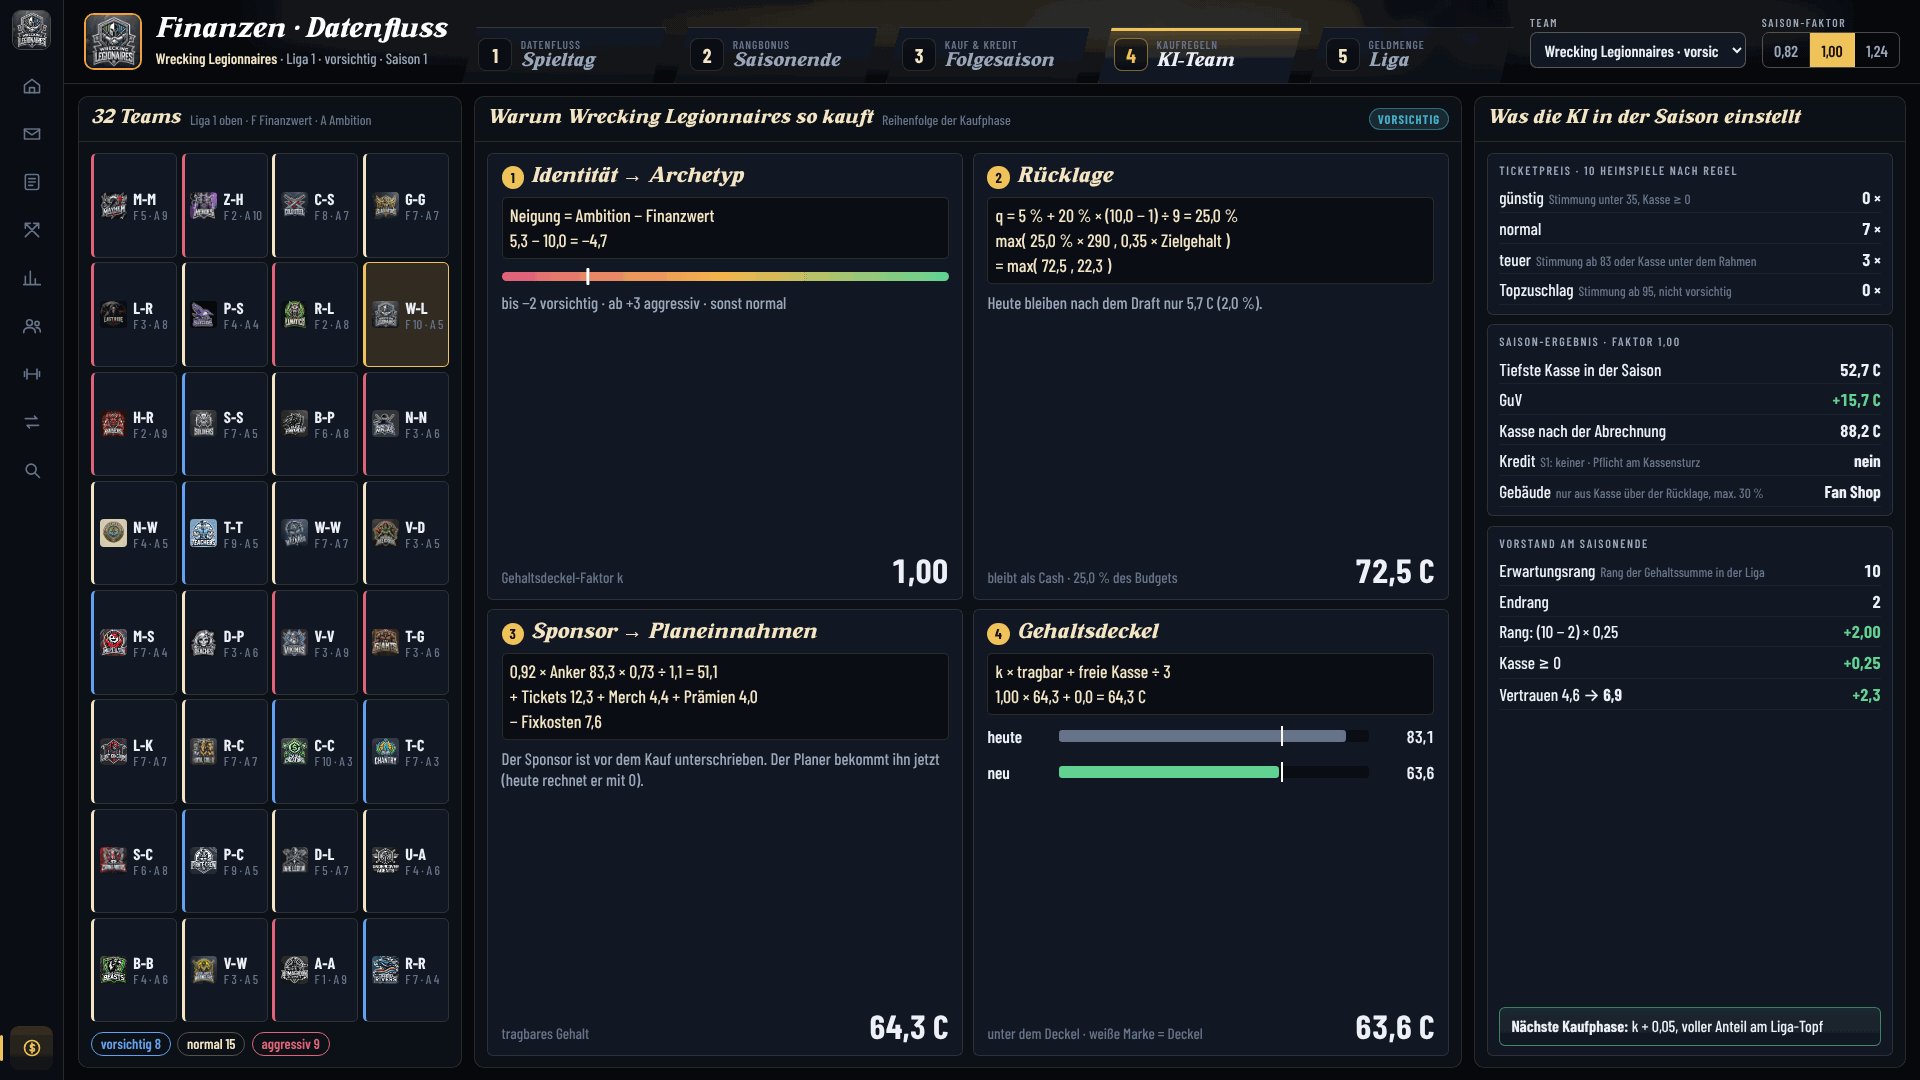 Finanzen · Datenfluss
Wrecking Legionnaires · Liga 1 · vorsichtig · Saison 1
1 DATENFLUSS Spieltag
2 RANGBONUS Saisonende
3 KAUF & KREDIT Folgesaison
4 KAUFREGELN KI-Team
5 GELDMENGE Liga
TEAM
Wrecking Legionnaires · vorsic
SAISON-FAKTOR
0,82 1,00 1,24
32 Teams Liga 1 oben · F Finanzwert · A Ambition
M-M F5·A9
Z-H F2·A10
C-S F8·A7
G-G F7·A7
L-R F3·A8
P-S F4·A4
R-L F2·A8
W-L F10·A5
H-R F2·A9
S-S F7·A5
B-P F6·A8
N-N F3·A6
N-W F4·A5
T-T F9·A5
W-W F7·A7
V-D F3·A5
M-S F7·A4
D-P F3·A6
V-V F3·A9
T-G F3·A6
L-K F7·A7
R-C F7·A7
C-C F10·A3
T-C F7·A3
S-C F6·A8
P-C F9·A5
D-L F5·A7
U-A F4·A6
B-B F4·A6
V-W F3·A5
A-A F1·A9
R-R F7·A4
vorsichtig 8 normal 15 aggressiv 9
Warum Wrecking Legionnaires so kauft Reihenfolge der Kaufphase
VORSICHTIG
1 Identität → Archetyp
Neigung = Ambition − Finanzwert
5,3 − 10,0 = −4,7
bis −2 vorsichtig · ab +3 aggressiv · sonst normal
Gehaltsdeckel-Faktor k 1,00
2 Rücklage
q = 5 % + 20 % × (10,0 − 1) ÷ 9 = 25,0 %
max( 25,0 % × 290 , 0,35 × Zielgehalt )
= max( 72,5 , 22,3 )
Heute bleiben nach dem Draft nur 5,7 C (2,0 %).
bleibt als Cash · 25,0 % des Budgets 72,5 C
3 Sponsor → Planeinnahmen
0,92 × Anker 83,3 × 0,73 ÷ 1,1 = 51,1
+ Tickets 12,3 + Merch 4,4 + Prämien 4,0
− Fixkosten 7,6
Der Sponsor ist vor dem Kauf unterschrieben. Der Planer bekommt ihn jetzt
(heute rechnet er mit 0).
tragbares Gehalt 64,3 C
4 Gehaltsdeckel
k × tragbar + freie Kasse ÷ 3
1,00 × 64,3 + 0,0 = 64,3 C
heute 83,1
neu 63,6
unter dem Deckel · weiße Marke = Deckel 63,6 C
Was die KI in der Saison einstellt
TICKETPREIS · 10 HEIMSPIELE NACH REGEL
günstig Stimmung unter 35, Kasse ≥ 0 0 ×
normal 7 ×
teuer Stimmung ab 83 oder Kasse unter dem Rahmen 3 ×
Topzuschlag Stimmung ab 95, nicht vorsichtig 0 ×
SAISON-ERGEBNIS · FAKTOR 1,00
Tiefste Kasse in der Saison 52,7 C
GuV +15,7 C
Kasse nach der Abrechnung 88,2 C
Kredit S1: keiner · Pflicht am Kassensturz nein
Gebäude nur aus Kasse über der Rücklage, max. 30 % Fan Shop
VORSTAND AM SAISONENDE
Erwartungsrang Rang der Gehaltssumme in der Liga 10
Endrang 2
Rang: (10 − 2) × 0,25 +2,00
Kasse ≥ 0 +0,25
Vertrauen 4,6 → 6,9 +2,3
Nächste Kaufphase: k + 0,05, voller Anteil am Liga-Topf